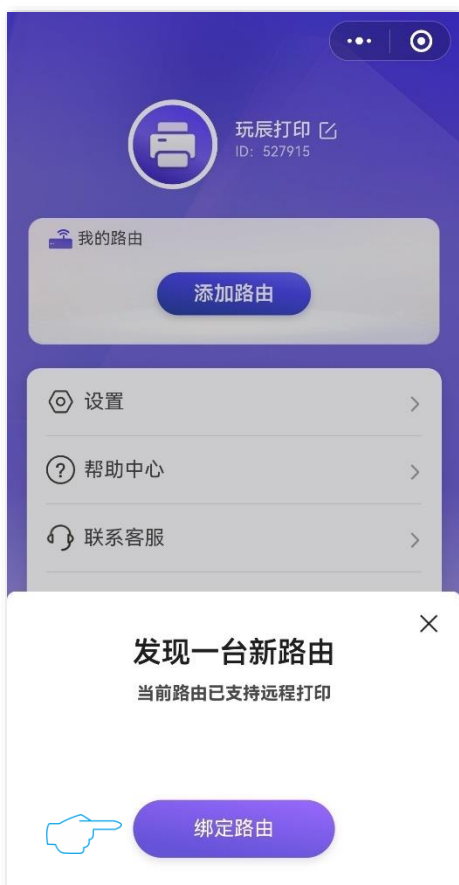 玩辰打印
ID: 527915
我的路由
添加路由
设置
帮助中心
联系客服
发现一台新路由
当前路由已支持远程打印
绑定路由